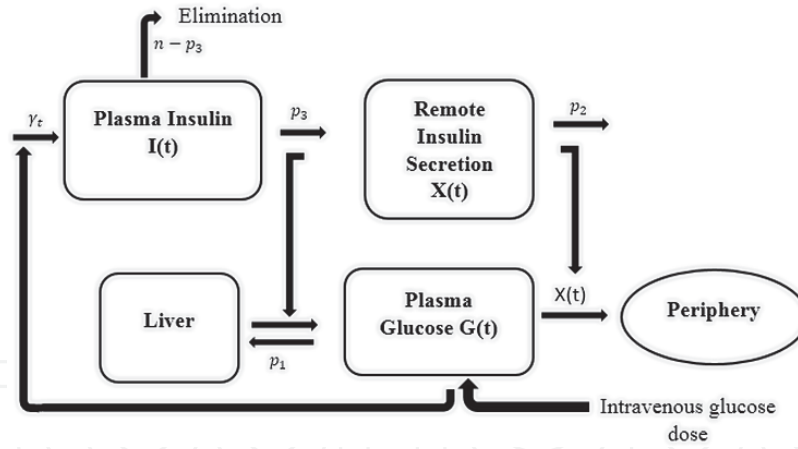 Elimination
n − p₃
γₜ
Plasma Insulin
I(t)
p₃
Remote
Insulin
Secretion
X(t)
p₂
Liver
p₁
Plasma
Glucose G(t)
X(t)
Periphery
Intravenous glucose
dose